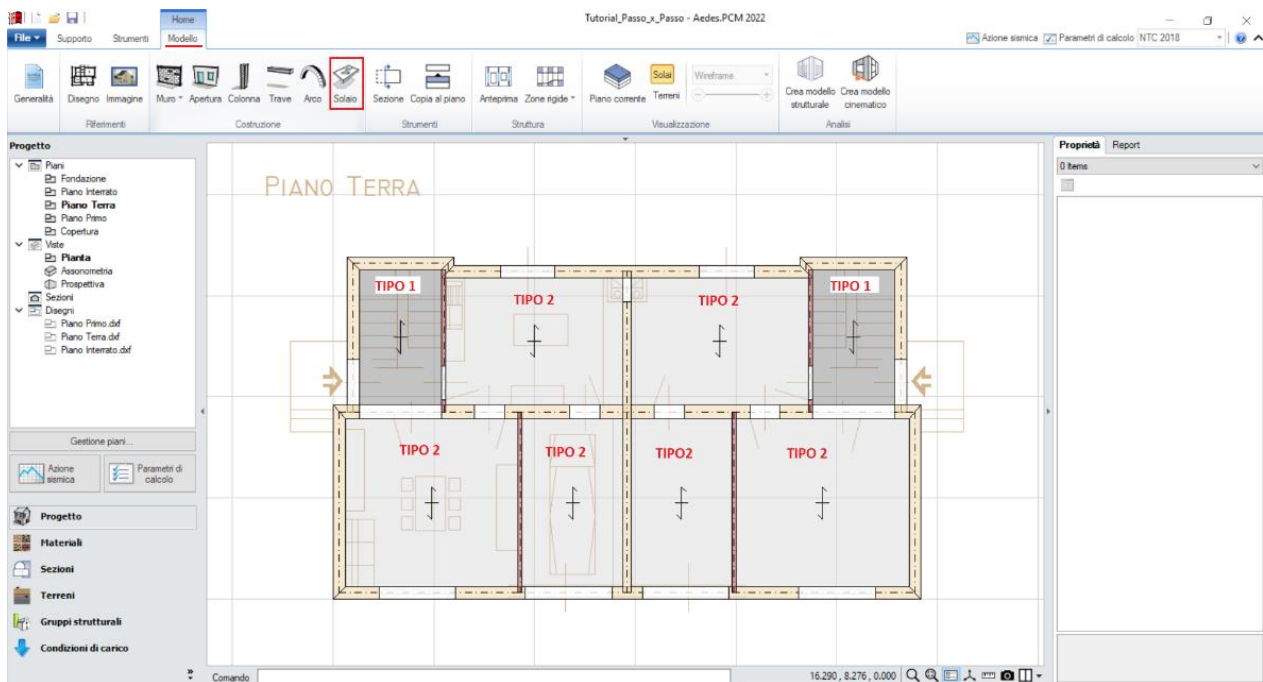 Tutorial_Passo_x_Passo - Aedes.PCM 2022
Home
File Supporto Strumenti Modello
Azione sismica Parametri di calcolo NTC 2018
Generalità Disegno Immagine Muro Apertura Colonna Trave Arco Solaio Sezione Copia al piano Anteprima Zone rigide Piano corrente Solai Terreni Wireframe Crea modello strutturale Crea modello cinematico
Riferimenti Costruzione Strumenti Struttura Visualizzazione Analisi
Progetto
Piani
Fondazione
Piano Interrato
Piano Terra
Piano Primo
Copertura
Viste
Pianta
Assonometria
Prospettiva
Sezioni
Disegni
Piano Primo.dxf
Piano Terra.dxf
Piano Interrato.dxf
Gestione piani...
Azione sismica
Parametri di calcolo
Progetto
Materiali
Sezioni
Terreni
Gruppi strutturali
Condizioni di carico
PIANO TERRA
TIPO 1 TIPO 2 TIPO 2 TIPO 1
TIPO 2 TIPO 2 TIPO2 TIPO 2
Proprietà Report
0 Items
Comando
16.290 , 8.276 , 0.000